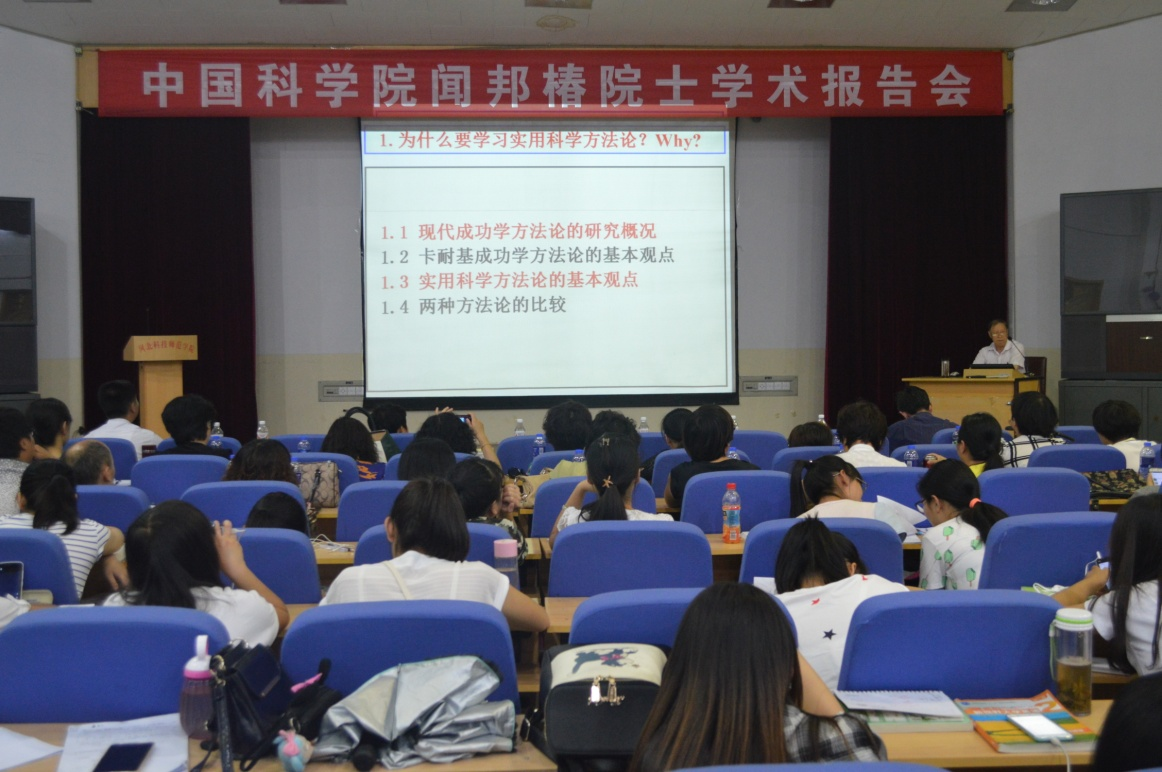 中国科学院闻邦椿院士学术报告会
1.为什么要学习实用科学方法论？Why?
1.1 现代成功学方法论的研究概况
1.2 卡耐基成功学方法论的基本观点
1.3 实用科学方法论的基本观点
1.4 两种方法论的比较